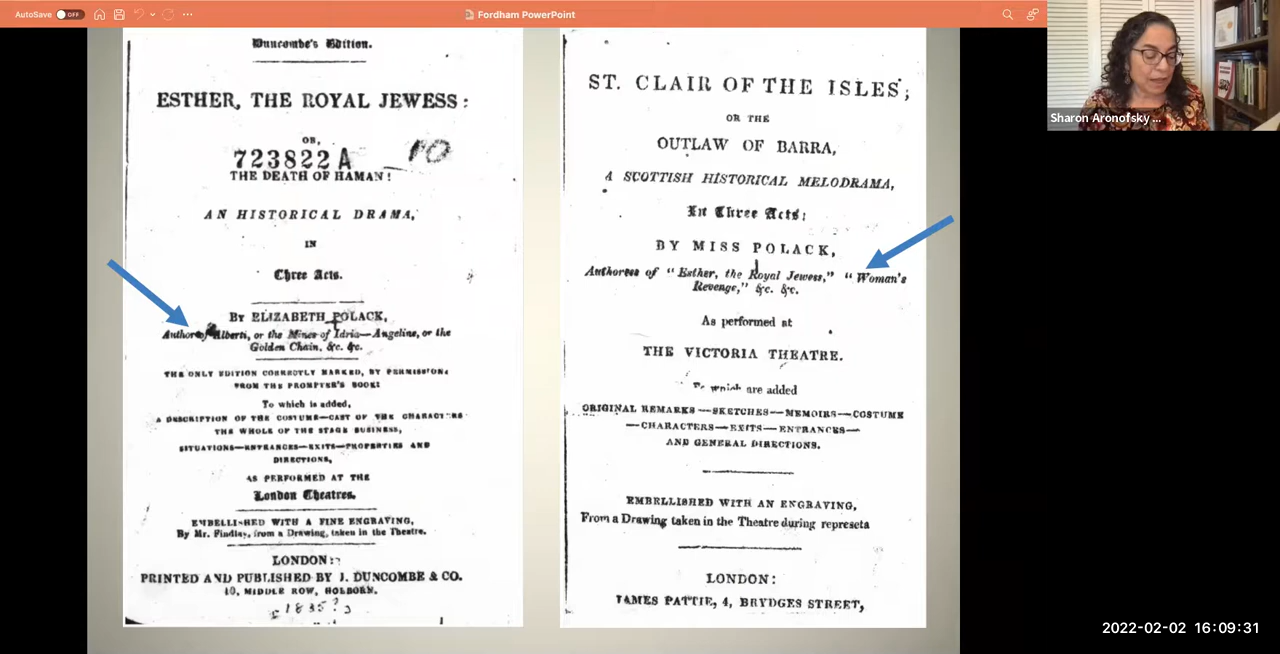 AutoSave OFF
Fordham PowerPoint
Duncombe's Edition.
ESTHER, THE ROYAL JEWESS:
OR,
723822 A 10
THE DEATH OF HAMAN!
AN HISTORICAL DRAMA,
IN
Three Acts.
BY ELIZABETH POLACK,
Author of Alberti, or the Mines of Idria—Angeline, or the
Golden Chain, &c. &c.
THE ONLY EDITION CORRECTLY MARKED, BY PERMISSION,
FROM THE PROMPTER'S BOOK:
To which is added,
A DESCRIPTION OF THE COSTUME—CAST OF THE CHARACTERS
THE WHOLE OF THE STAGE BUSINESS,
SITUATIONS—ENTRANCES—EXITS—PROPERTIES AND
DIRECTIONS,
AS PERFORMED AT THE
London Theatres.
EMBELLISHED WITH A FINE ENGRAVING,
By Mr. Findlay, from a Drawing, taken in the Theatre.
LONDON:
PRINTED AND PUBLISHED BY J. DUNCOMBE & CO.
10, MIDDLE ROW, HOLBORN.
1835?
ST. CLAIR OF THE ISLES;
OR THE
OUTLAW OF BARRA,
A SCOTTISH HISTORICAL MELODRAMA,
In Three Acts;
BY MISS POLACK,
Authoress of "Esther, the Royal Jewess," "Woman's
Revenge," &c. &c.
As performed at
THE VICTORIA THEATRE.
To which are added
ORIGINAL REMARKS—SKETCHES—MEMOIRS—COSTUME
—CHARACTERS—EXITS—ENTRANCES—
AND GENERAL DIRECTIONS.
EMBELLISHED WITH AN ENGRAVING,
From a Drawing taken in the Theatre during represeta
LONDON:
JAMES PATTIE, 4, BRYDGES STREET,
Sharon Aronofsky ...
2022-02-02 16:09:31